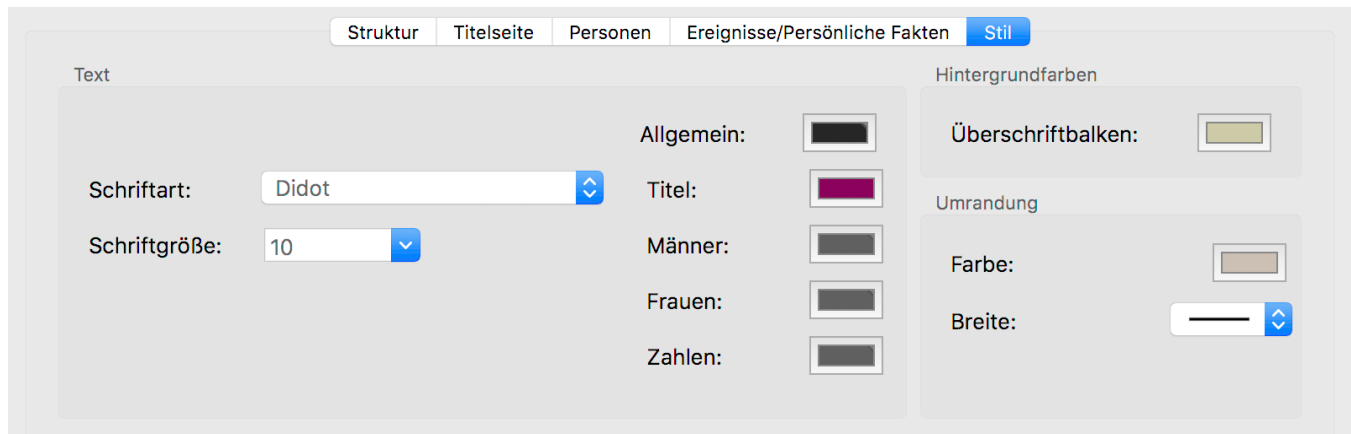 Struktur Titelseite Personen Ereignisse/Persönliche Fakten Stil
Text
Allgemein:
Schriftart: Didot
Titel:
Schriftgröße: 10
Männer:
Frauen:
Zahlen:
Hintergrundfarben
Überschriftbalken:
Umrandung
Farbe:
Breite: